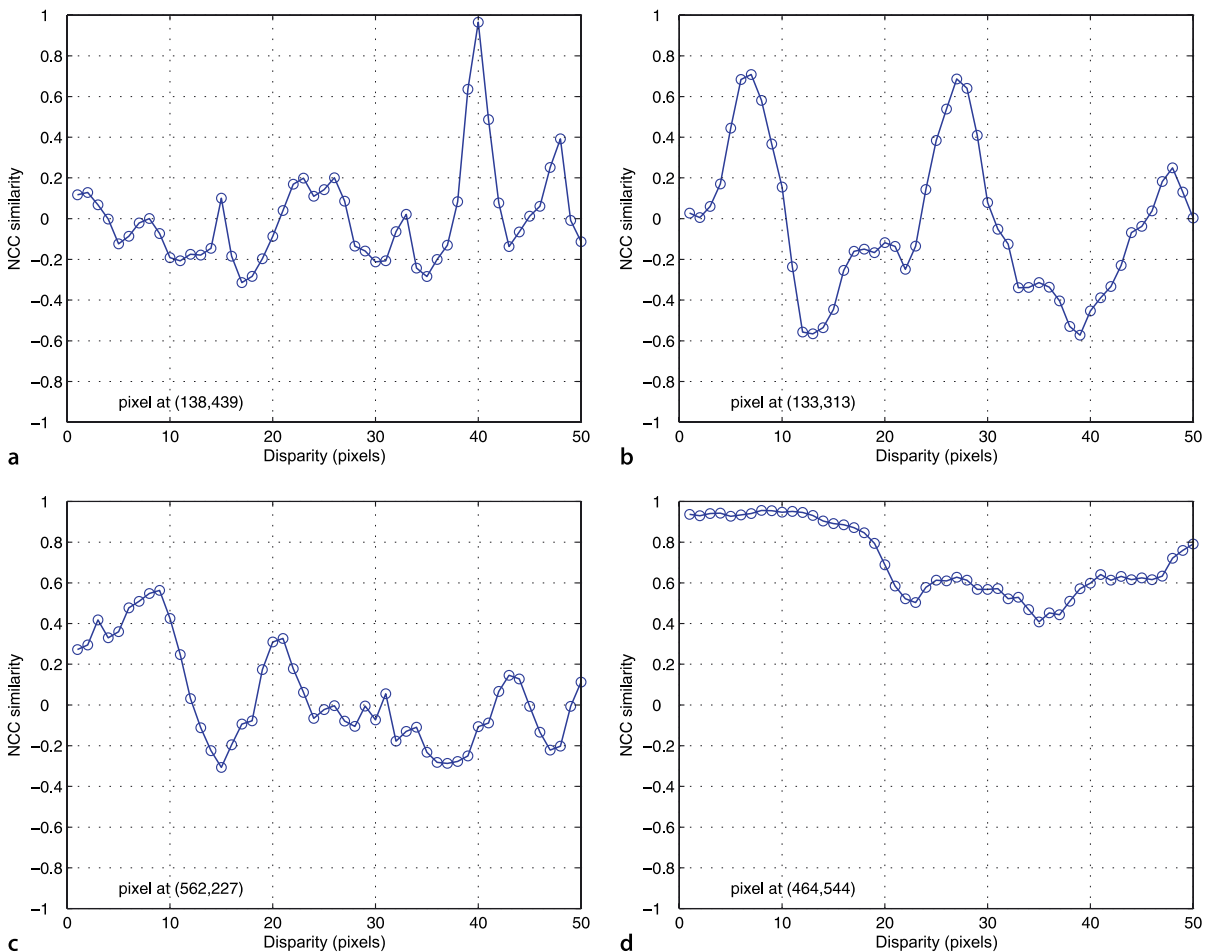 1
0.8
0.6
0.4
0.2
0
−0.2
−0.4
−0.6
−0.8
−1
NCC similarity
pixel at (138,439)
0 10 20 30 40 50
Disparity (pixels)
a
1
0.8
0.6
0.4
0.2
0
−0.2
−0.4
−0.6
−0.8
−1
NCC similarity
pixel at (133,313)
0 10 20 30 40 50
Disparity (pixels)
b
1
0.8
0.6
0.4
0.2
0
−0.2
−0.4
−0.6
−0.8
−1
NCC similarity
pixel at (562,227)
0 10 20 30 40 50
Disparity (pixels)
c
1
0.8
0.6
0.4
0.2
0
−0.2
−0.4
−0.6
−0.8
−1
NCC similarity
pixel at (464,544)
0 10 20 30 40 50
Disparity (pixels)
d